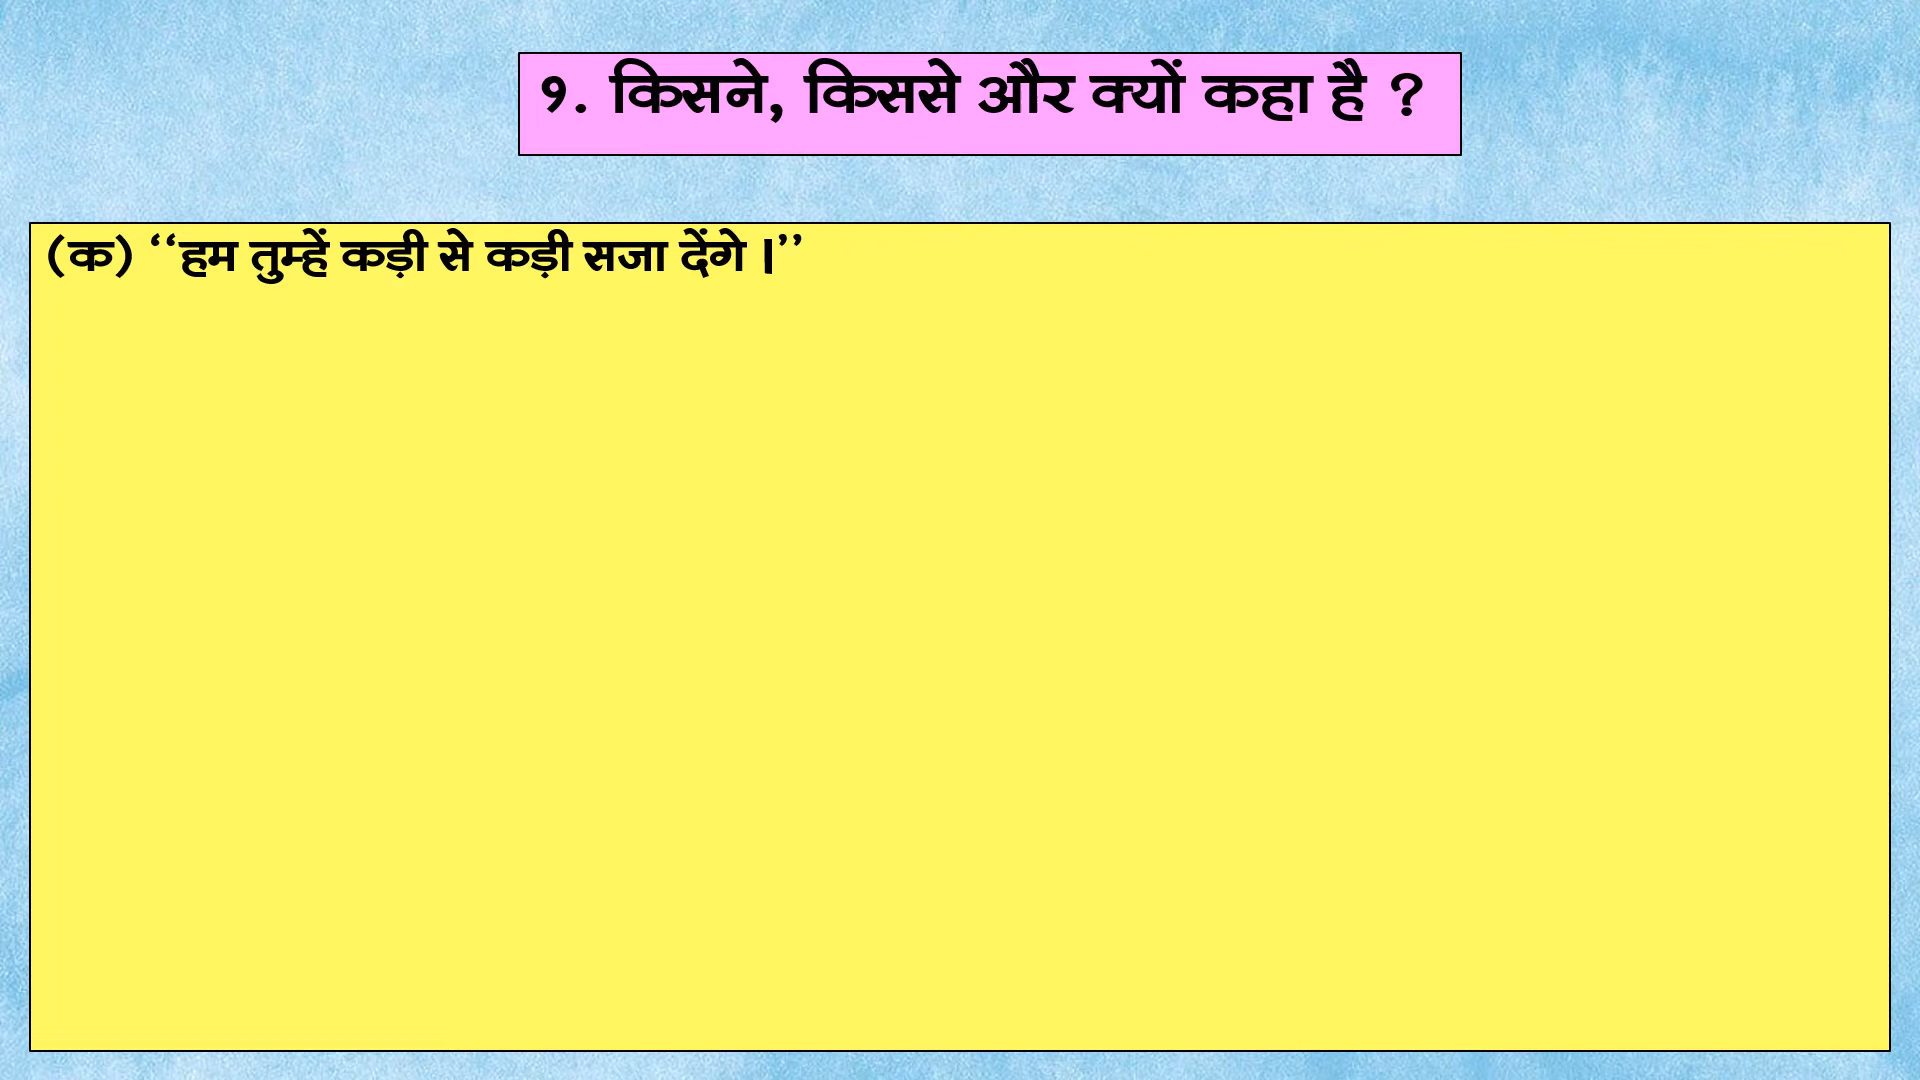 १. किसने, किससे और क्यों कहा है ?
(क) ‘‘हम तुम्हें कड़ी से कड़ी सजा देंगे ।’’